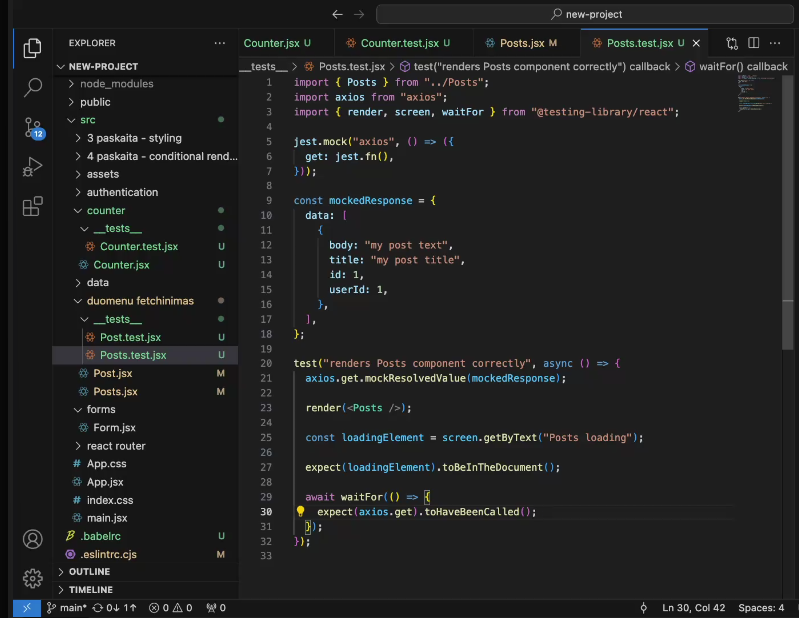 new-project
EXPLORER
NEW-PROJECT
node_modules
public
src
3 paskaita - styling
4 paskaita - conditional rend...
assets
authentication
counter
__tests__
Counter.test.jsx U
Counter.jsx U
data
duomenu fetchinimas
__tests__
Post.test.jsx U
Posts.test.jsx U
Post.jsx M
Posts.jsx M
forms
Form.jsx
react router
App.css
App.jsx
index.css
main.jsx
.babelrc U
.eslintrc.cjs M
OUTLINE
TIMELINE
12
Counter.jsx U Counter.test.jsx U Posts.jsx M Posts.test.jsx U
__tests__ > Posts.test.jsx > test("renders Posts component correctly") callback > waitFor() callback
1 import { Posts } from "../Posts";
2 import axios from "axios";
3 import { render, screen, waitFor } from "@testing-library/react";
4
5 jest.mock("axios", () => ({
6 get: jest.fn(),
7 }));
8
9 const mockedResponse = {
10 data: [
11 {
12 body: "my post text",
13 title: "my post title",
14 id: 1,
15 userId: 1,
16 },
17 ],
18 };
19
20 test("renders Posts component correctly", async () => {
21 axios.get.mockResolvedValue(mockedResponse);
22
23 render(<Posts />);
24
25 const loadingElement = screen.getByText("Posts loading");
26
27 expect(loadingElement).toBeInTheDocument();
28
29 await waitFor(() => {
30 expect(axios.get).toHaveBeenCalled();
31 });
32 });
33
main* 0↓ 1↑ 0 0 0 Ln 30, Col 42 Spaces: 4